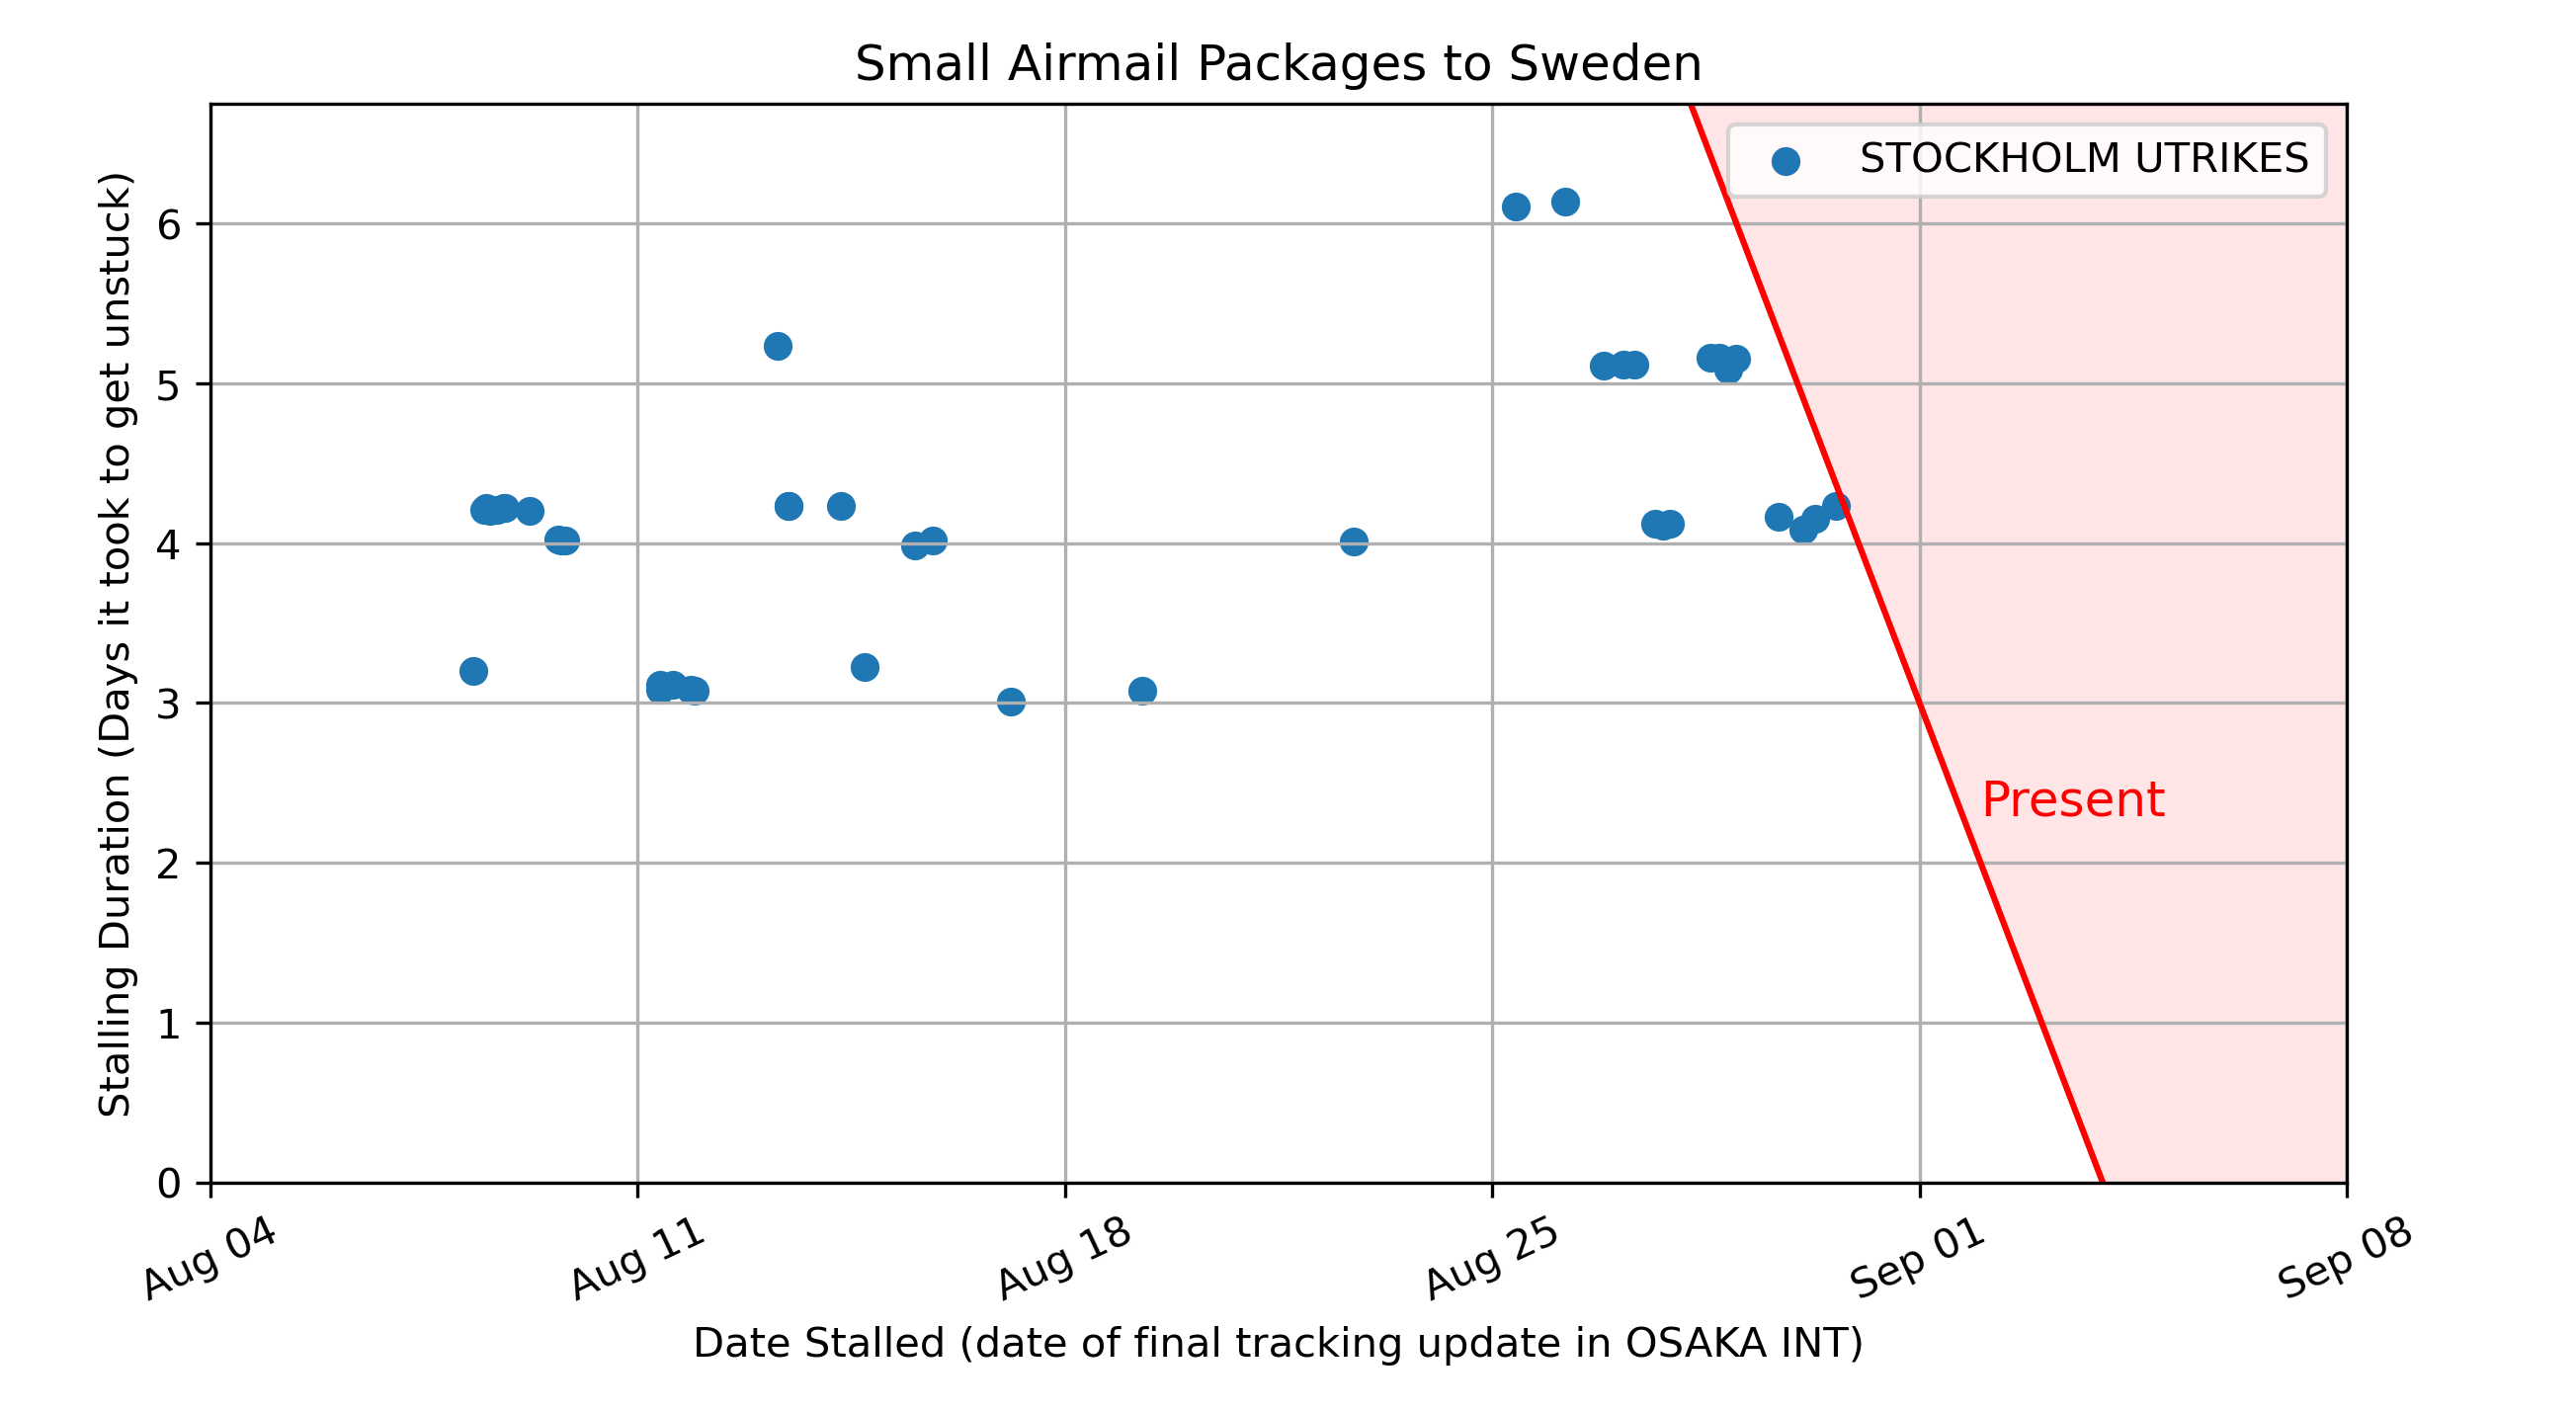 Small Airmail Packages to Sweden
STOCKHOLM UTRIKES
Stalling Duration (Days it took to get unstuck)
6
5
4
3
2
1
0
Present
Aug 04
Aug 11
Aug 18
Aug 25
Sep 01
Sep 08
Date Stalled (date of final tracking update in OSAKA INT)